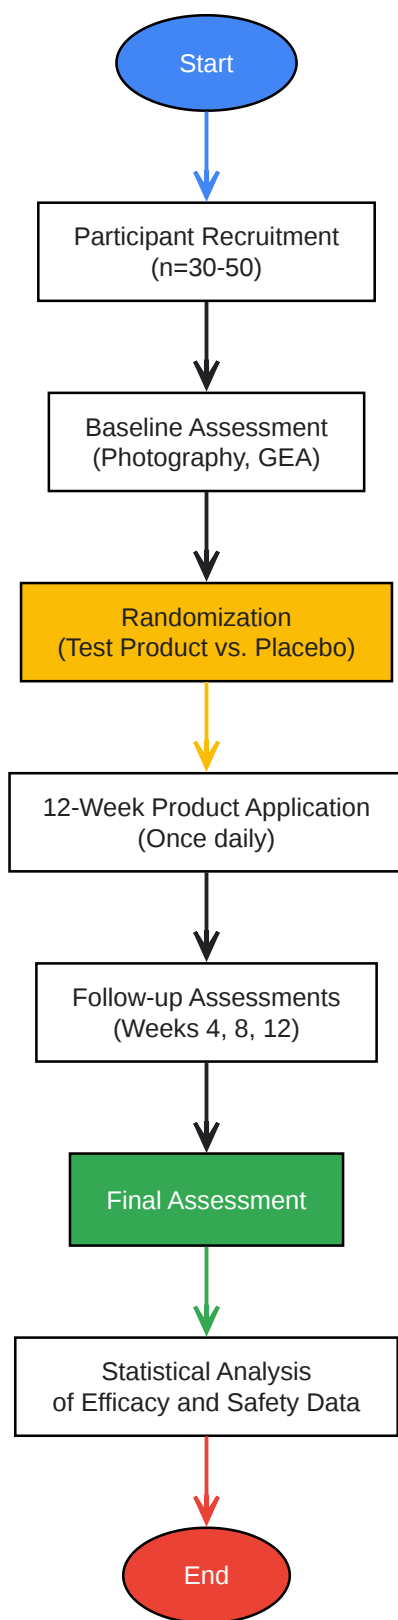 Start
Participant Recruitment
(n=30-50)
Baseline Assessment
(Photography, GEA)
Randomization
(Test Product vs. Placebo)
12-Week Product Application
(Once daily)
Follow-up Assessments
(Weeks 4, 8, 12)
Final Assessment
Statistical Analysis
of Efficacy and Safety Data
End